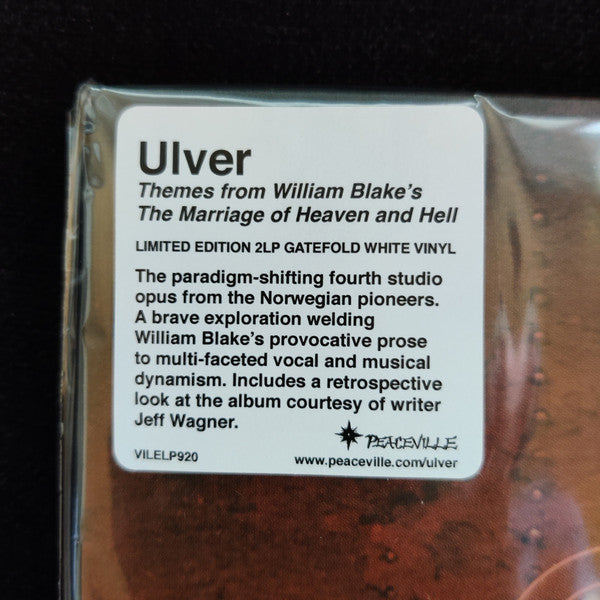 Ulver
Themes from William Blake's
The Marriage of Heaven and Hell
LIMITED EDITION 2LP GATEFOLD WHITE VINYL
The paradigm-shifting fourth studio
opus from the Norwegian pioneers.
A brave exploration welding
William Blake's provocative prose
to multi-faceted vocal and musical
dynamism. Includes a retrospective
look at the album courtesy of writer
Jeff Wagner.
PEACEVILLE
VILELP920
www.peaceville.com/ulver